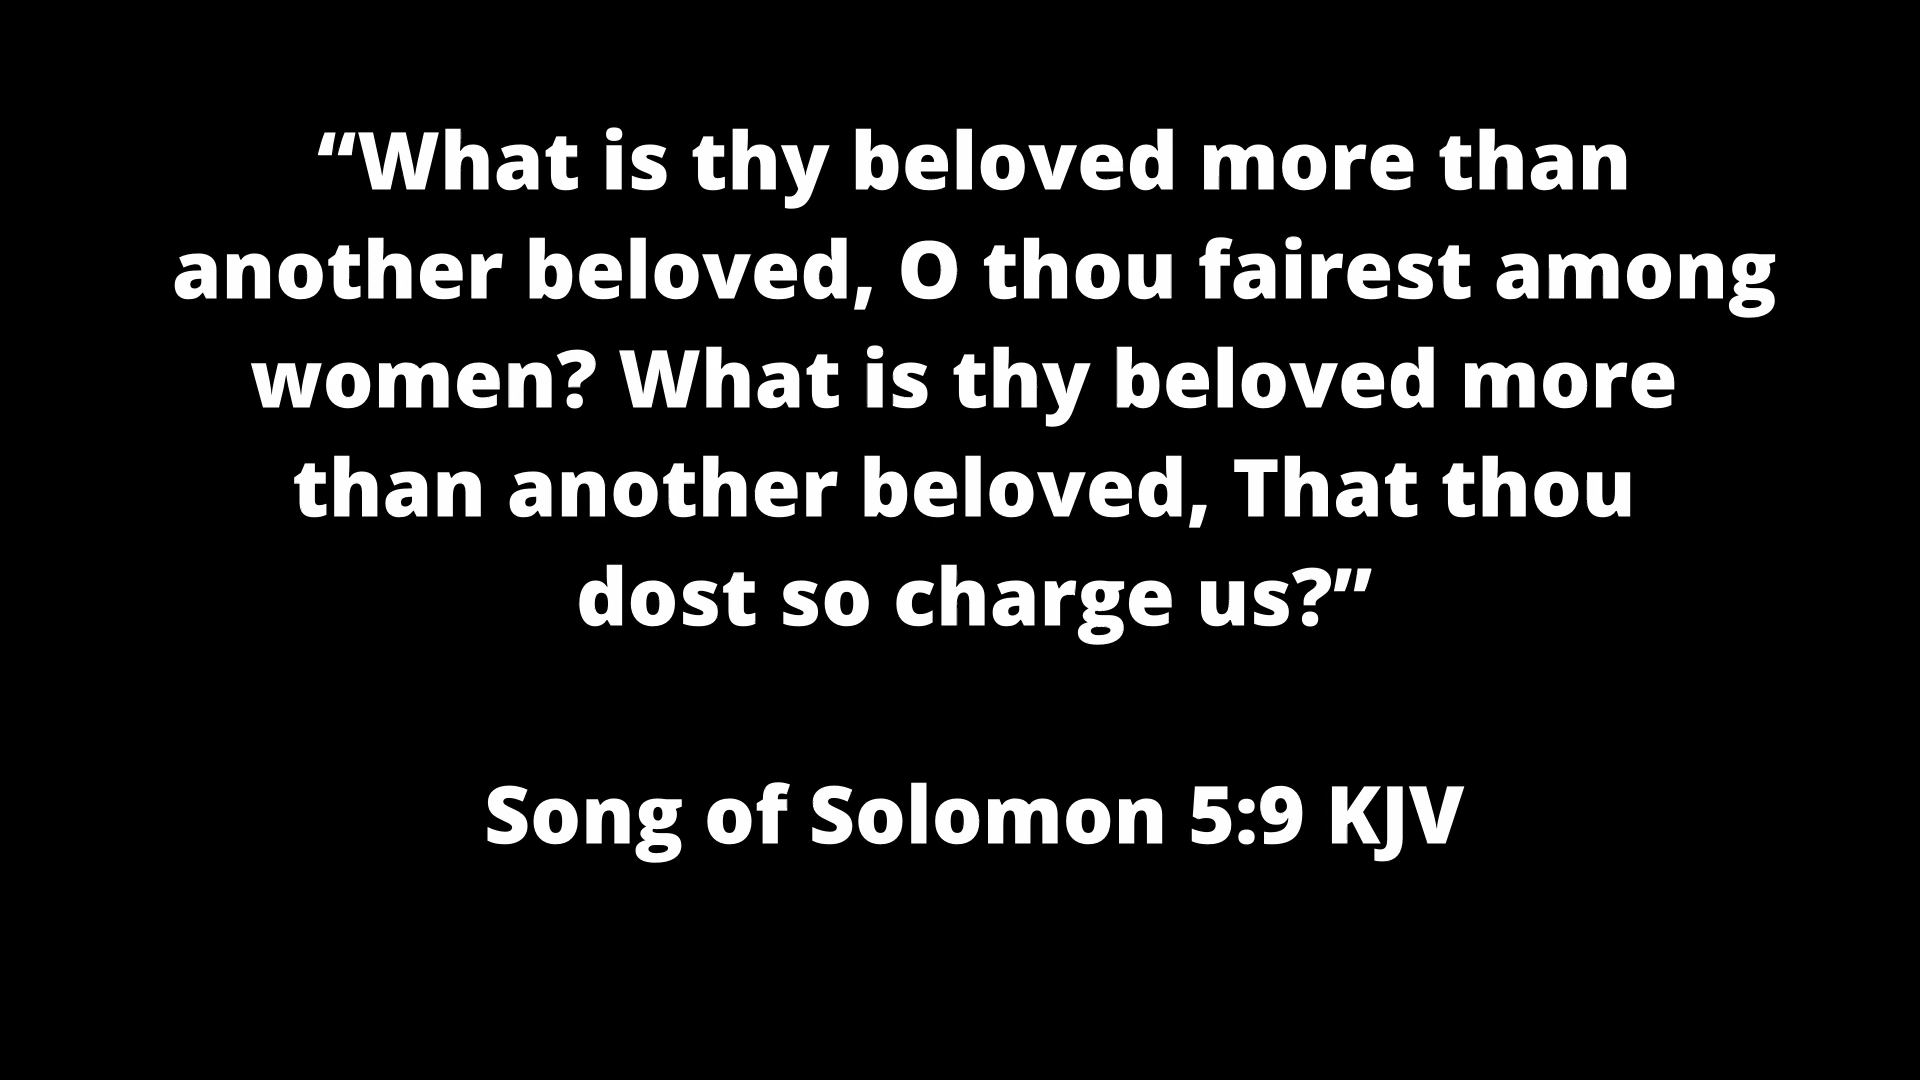 “What is thy beloved more than
another beloved, O thou fairest among
women? What is thy beloved more
than another beloved, That thou
dost so charge us?”
Song of Solomon 5:9 KJV